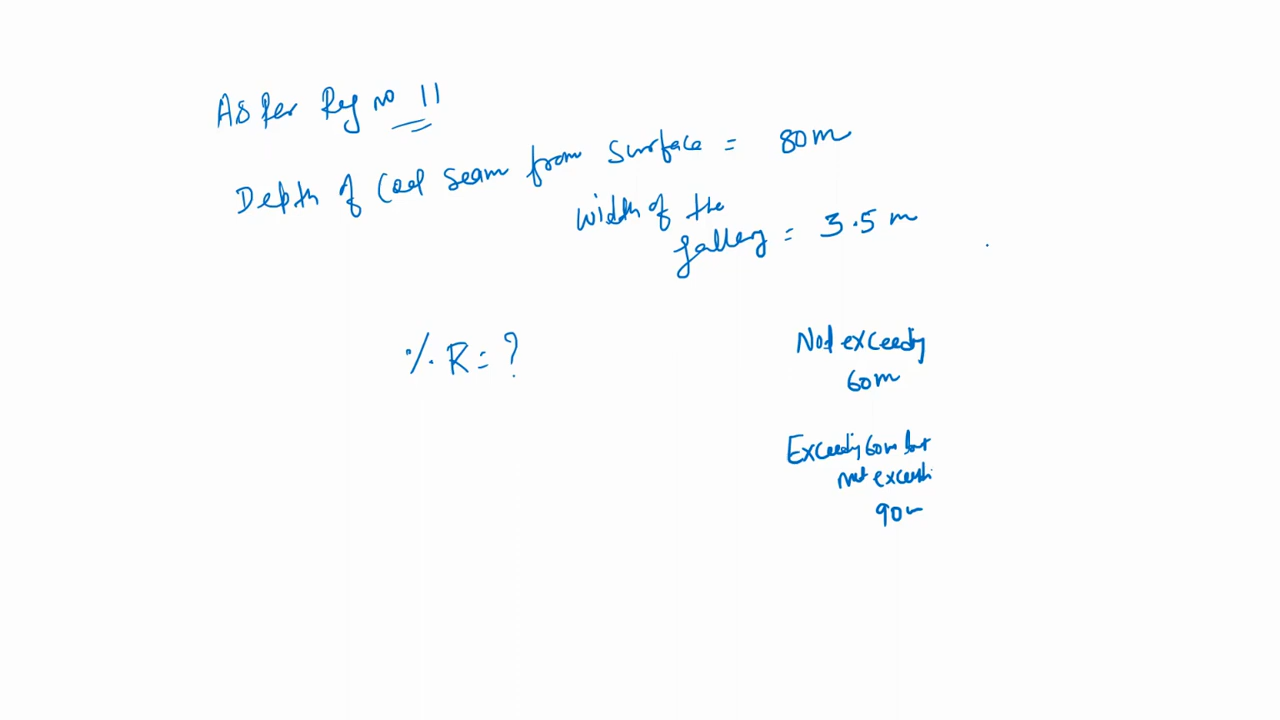 As Per Reg no 11
Depth of Coal seam from surface = 80m
width of the
gallery = 3.5 m
% R = ?
Not exceeding
60m
Exceeding 60m but
not exceedi
90m